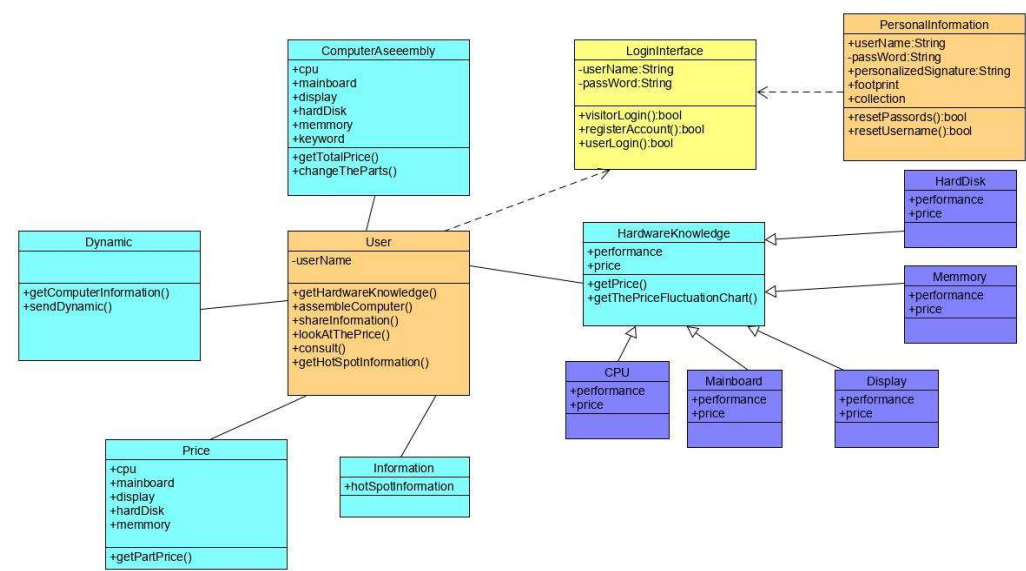 ComputerAseeembly
+cpu
+mainboard
+display
+hardDisk
+memmory
+keyword
+getTotalPrice()
+changeTheParts()
LoginInterface
-userName:String
-passWord:String
+visitorLogin():bool
+registerAccount():bool
+userLogin():bool
PersonalInformation
+userName:String
-passWord:String
+personalizedSignature:String
+footprint
+collection
+resetPassords():bool
+resetUsername():bool
HardDisk
+performance
+price
Dynamic
+getComputerInformation()
+sendDynamic()
User
-userName
+getHardwareKnowledge()
+assembleComputer()
+shareInformation()
+lookAtThePrice()
+consult()
+getHotSpotInformation()
HardwareKnowledge
+performance
+price
+getPrice()
+getThePriceFluctuationChart()
Memmory
+performance
+price
CPU
+performance
+price
Mainboard
+performance
+price
Display
+performance
+price
Price
+cpu
+mainboard
+display
+hardDisk
+memmory
+getPartPrice()
Information
+hotSpotInformation